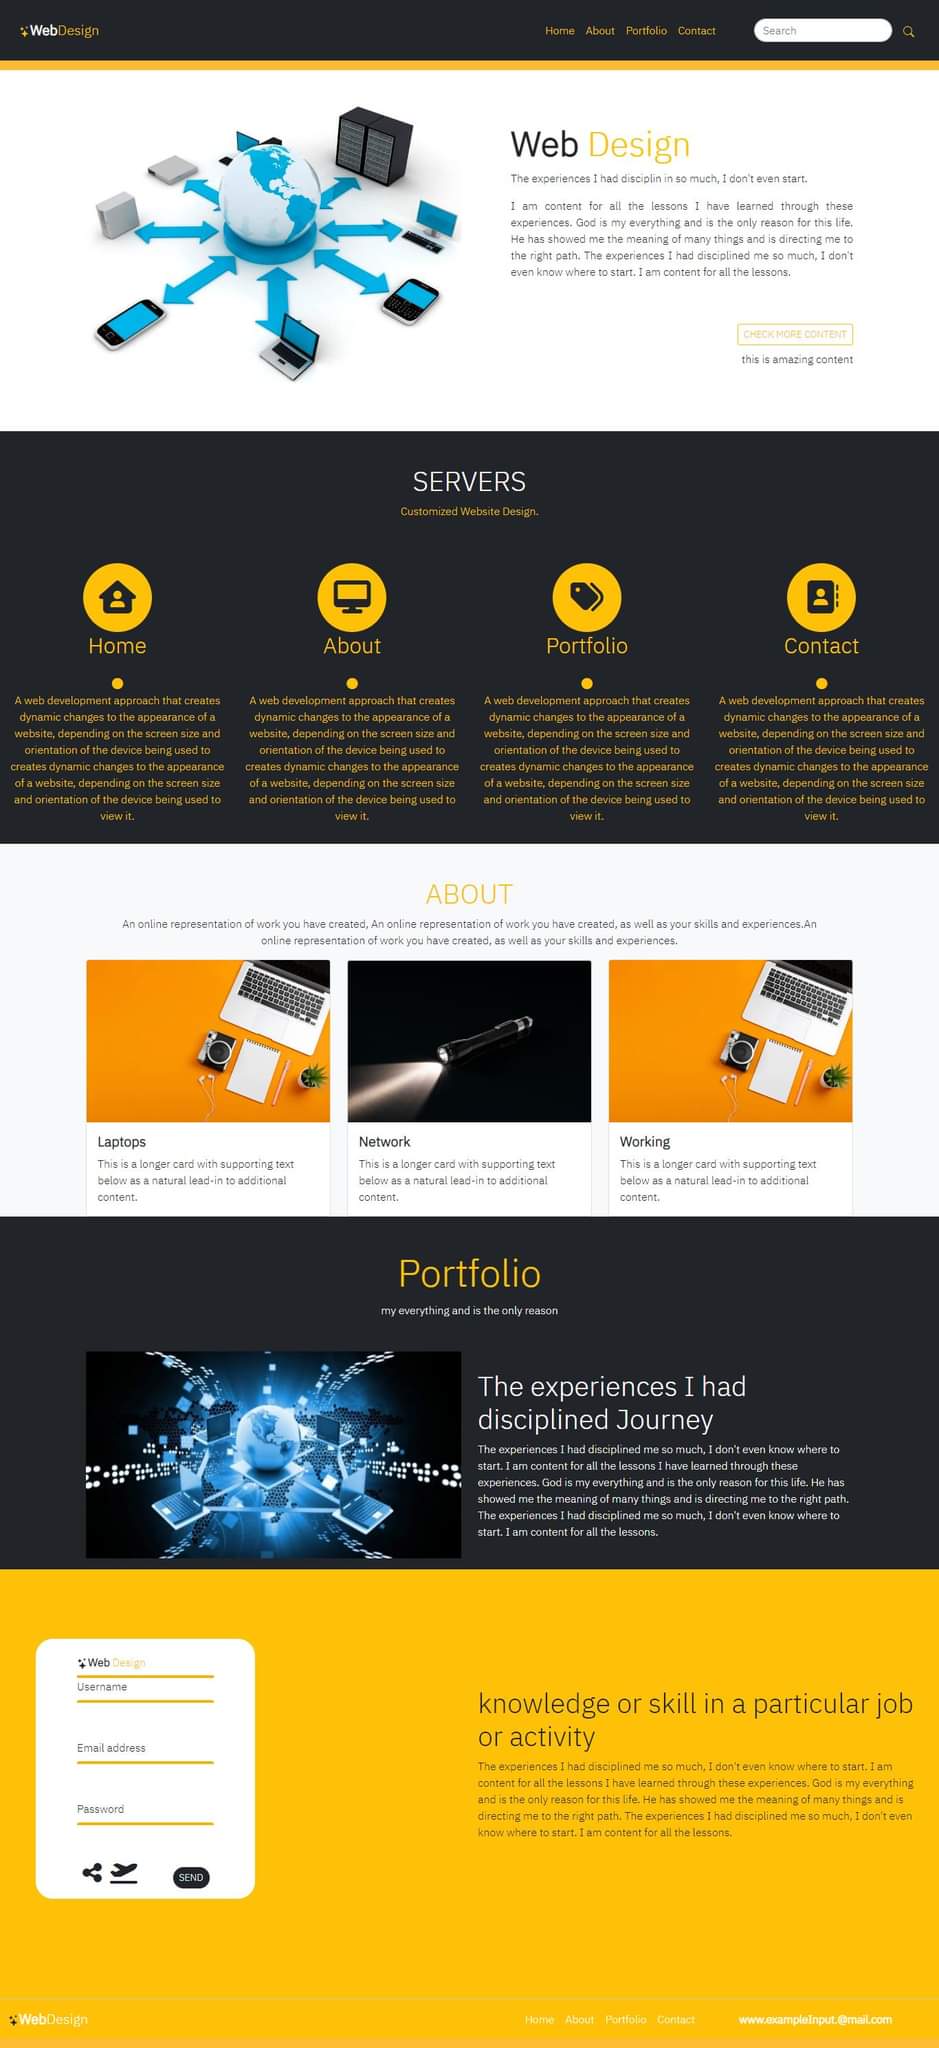 WebDesign
Home About Portfolio Contact
Search
Web Design
The experiences I had disciplin in so much, I don't even start.
I am content for all the lessons I have learned through these
experiences. God is my everything and is the only reason for this life.
He has showed me the meaning of many things and is directing me to
the right path. The experiences I had disciplined me so much, I don't
even know where to start. I am content for all the lessons.
CHECK MORE CONTENT
this is amazing content
SERVERS
Customized Website Design.
Home
A web development approach that creates
dynamic changes to the appearance of a
website, depending on the screen size and
orientation of the device being used to
creates dynamic changes to the appearance
of a website, depending on the screen size
and orientation of the device being used to
view it.
About
A web development approach that creates
dynamic changes to the appearance of a
website, depending on the screen size and
orientation of the device being used to
creates dynamic changes to the appearance
of a website, depending on the screen size
and orientation of the device being used to
view it.
Portfolio
A web development approach that creates
dynamic changes to the appearance of a
website, depending on the screen size and
orientation of the device being used to
creates dynamic changes to the appearance
of a website, depending on the screen size
and orientation of the device being used to
view it.
Contact
A web development approach that creates
dynamic changes to the appearance of a
website, depending on the screen size and
orientation of the device being used to
creates dynamic changes to the appearance
of a website, depending on the screen size
and orientation of the device being used to
view it.
ABOUT
An online representation of work you have created, An online representation of work you have created, as well as your skills and experiences.An
online representation of work you have created, as well as your skills and experiences.
Laptops
This is a longer card with supporting text
below as a natural lead-in to additional
content.
Network
This is a longer card with supporting text
below as a natural lead-in to additional
content.
Working
This is a longer card with supporting text
below as a natural lead-in to additional
content.
Portfolio
my everything and is the only reason
The experiences I had
disciplined Journey
The experiences I had disciplined me so much, I don't even know where to
start. I am content for all the lessons I have learned through these
experiences. God is my everything and is the only reason for this life. He has
showed me the meaning of many things and is directing me to the right path.
The experiences I had disciplined me so much, I don't even know where to
start. I am content for all the lessons.
Web Design
Username
Email address
Password
SEND
knowledge or skill in a particular job
or activity
The experiences I had disciplined me so much, I don't even know where to start. I am
content for all the lessons I have learned through these experiences. God is my everything
and is the only reason for this life. He has showed me the meaning of many things and is
directing me to the right path. The experiences I had disciplined me so much, I don't even
know where to start. I am content for all the lessons.
WebDesign
Home About Portfolio Contact
www.exampleInput.@mail.com